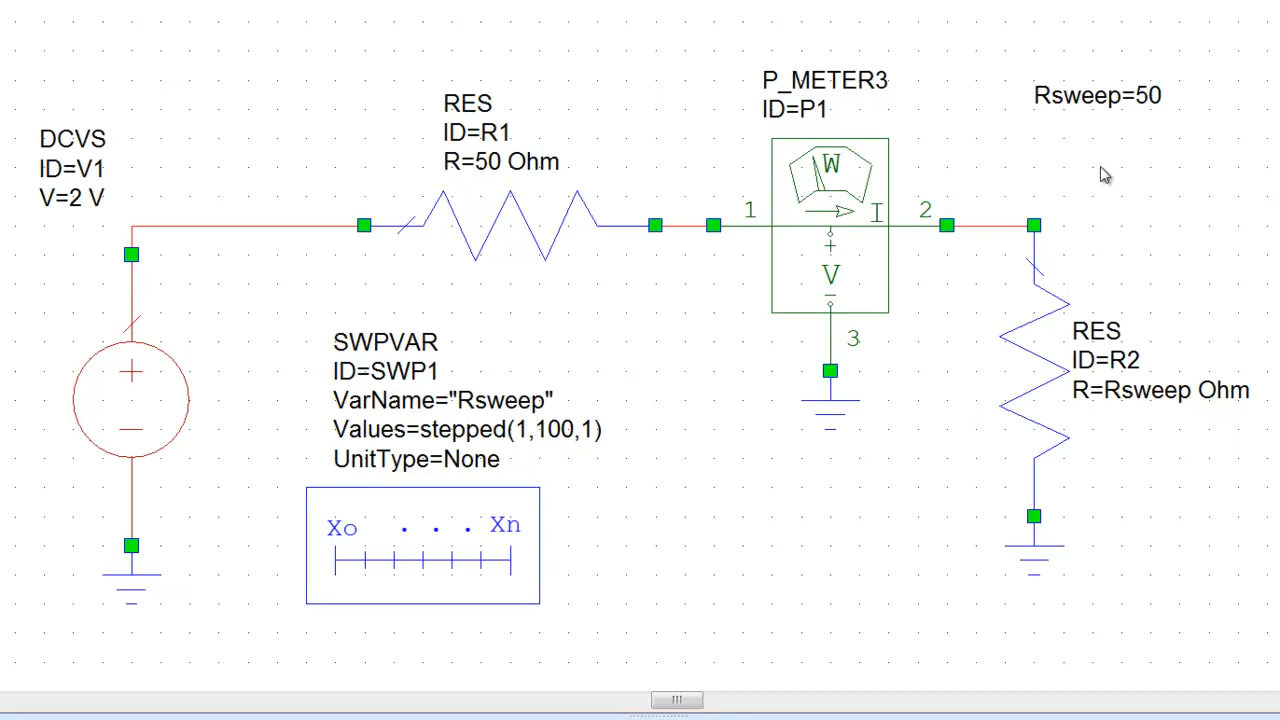 DCVS
ID=V1
V=2 V
RES
ID=R1
R=50 Ohm
P_METER3
ID=P1
Rsweep=50
W
1
I
2
+
V
3
+
SWPVAR
ID=SWP1
VarName="Rsweep"
Values=stepped(1,100,1)
UnitType=None
Xo . . . Xn
RES
ID=R2
R=Rsweep Ohm